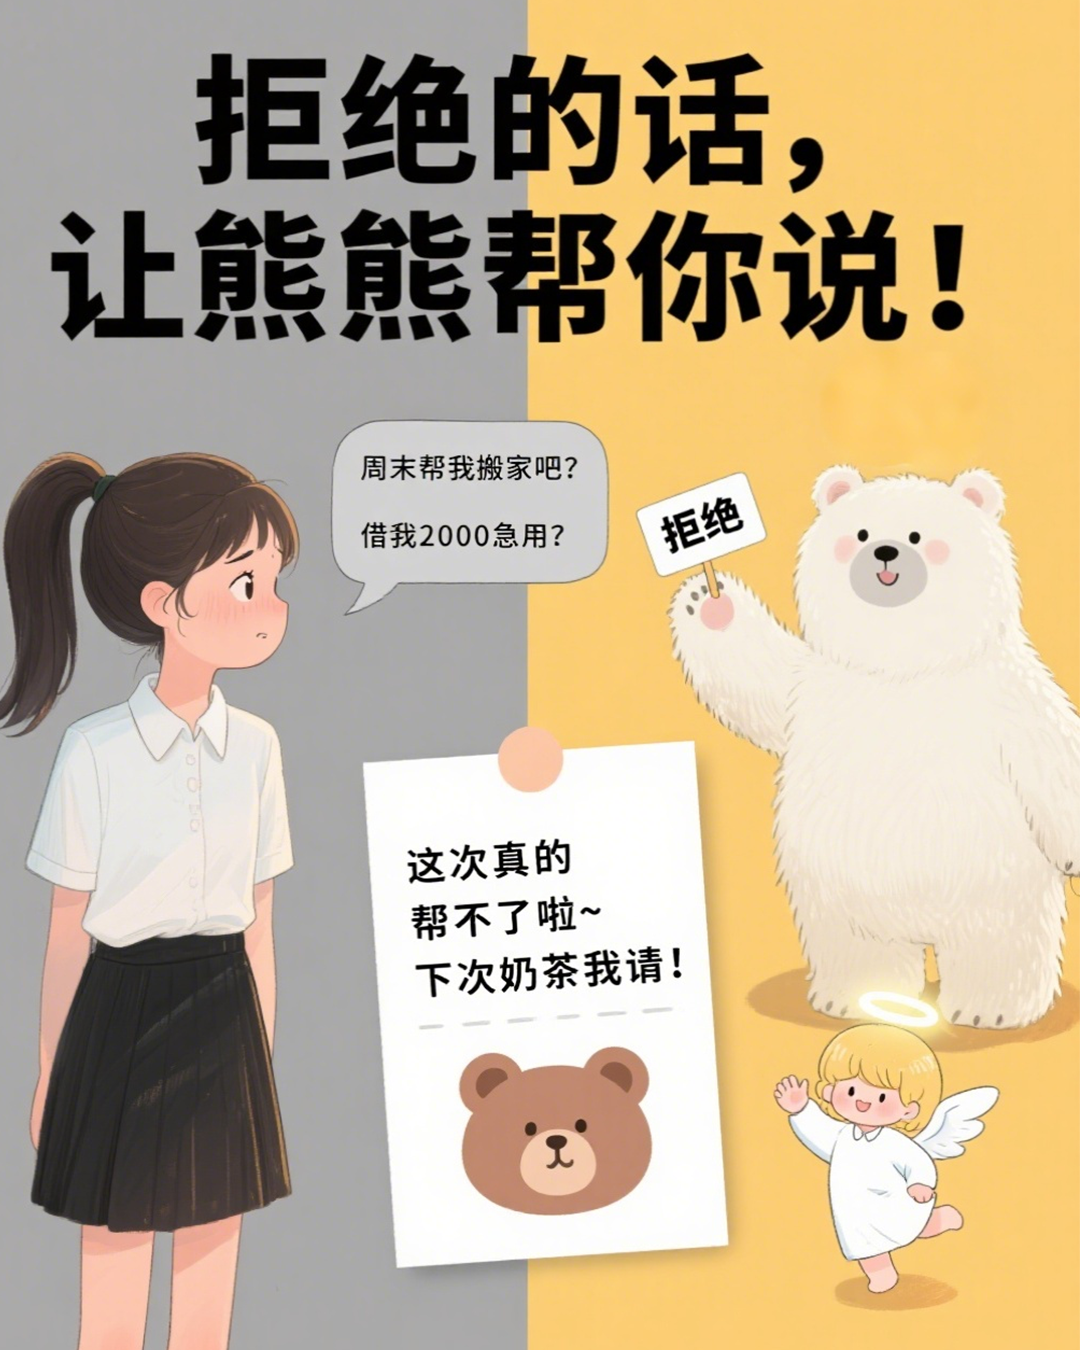 拒绝的话，
让熊熊帮你说！
周末帮我搬家吧？
借我2000急用？
拒绝
这次真的
帮不了啦~
下次奶茶我请！